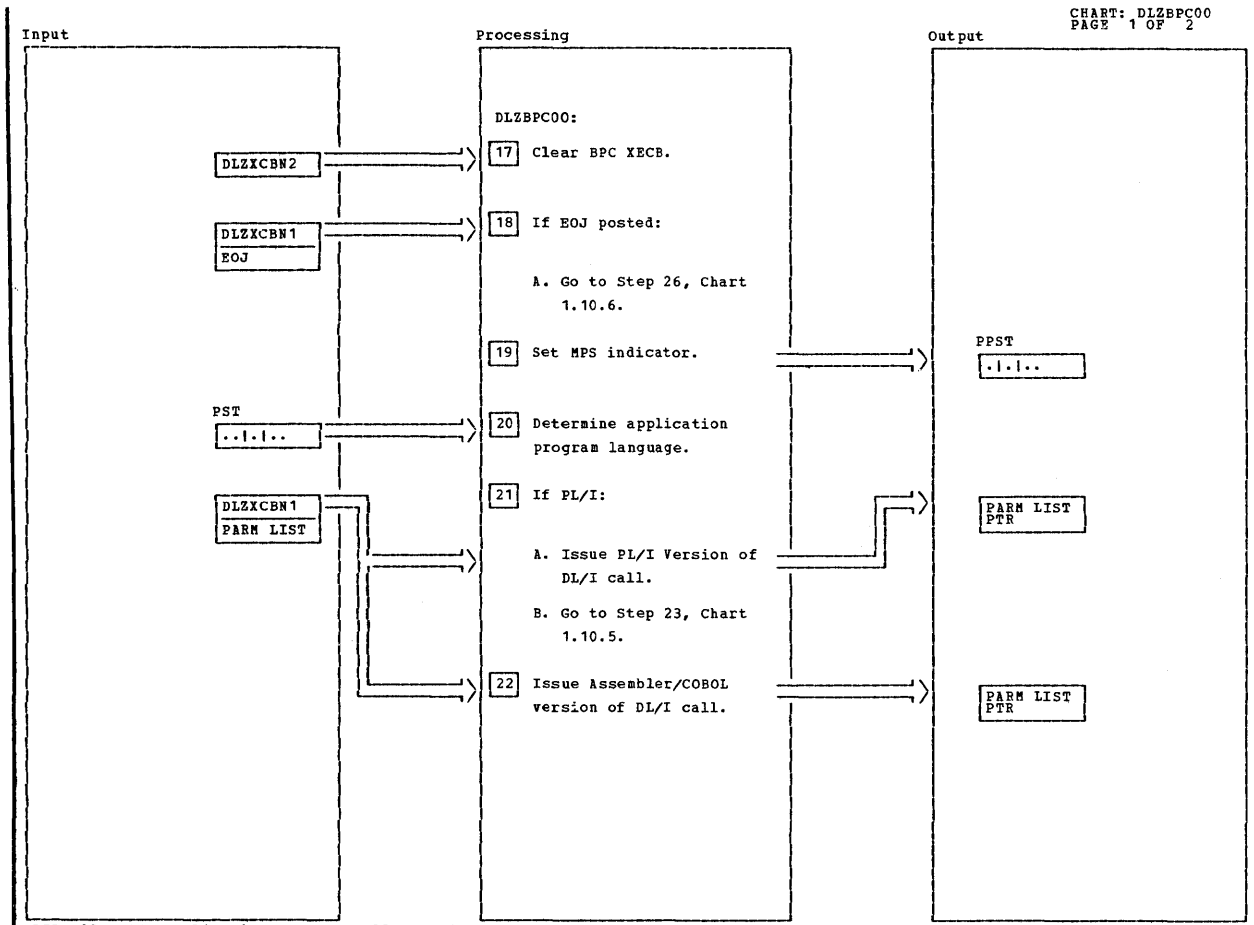 CHART: DLZBPC00
PAGE 1 OF 2
Input
Processing
Output
DLZBPC00:
DLZXCBN2
17 Clear BPC XECB.
DLZXCBN1
EOJ
18 If EOJ posted:
A. Go to Step 26, Chart
1.10.6.
19 Set MPS indicator.
PPST
.|.|..
PST
..|.|..
20 Determine application
program language.
DLZXCBN1
PARM LIST
21 If PL/I:
PARM LIST
PTR
A. Issue PL/I Version of
DL/I call.
B. Go to Step 23, Chart
1.10.5.
22 Issue Assembler/COBOL
version of DL/I call.
PARM LIST
PTR